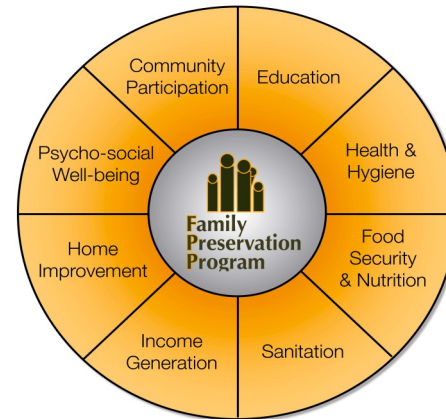 Community
Participation
Education
Health &
Hygiene
Food
Security
& Nutrition
Sanitation
Income
Generation
Home
Improvement
Psycho-social
Well-being
Family
Preservation
Program